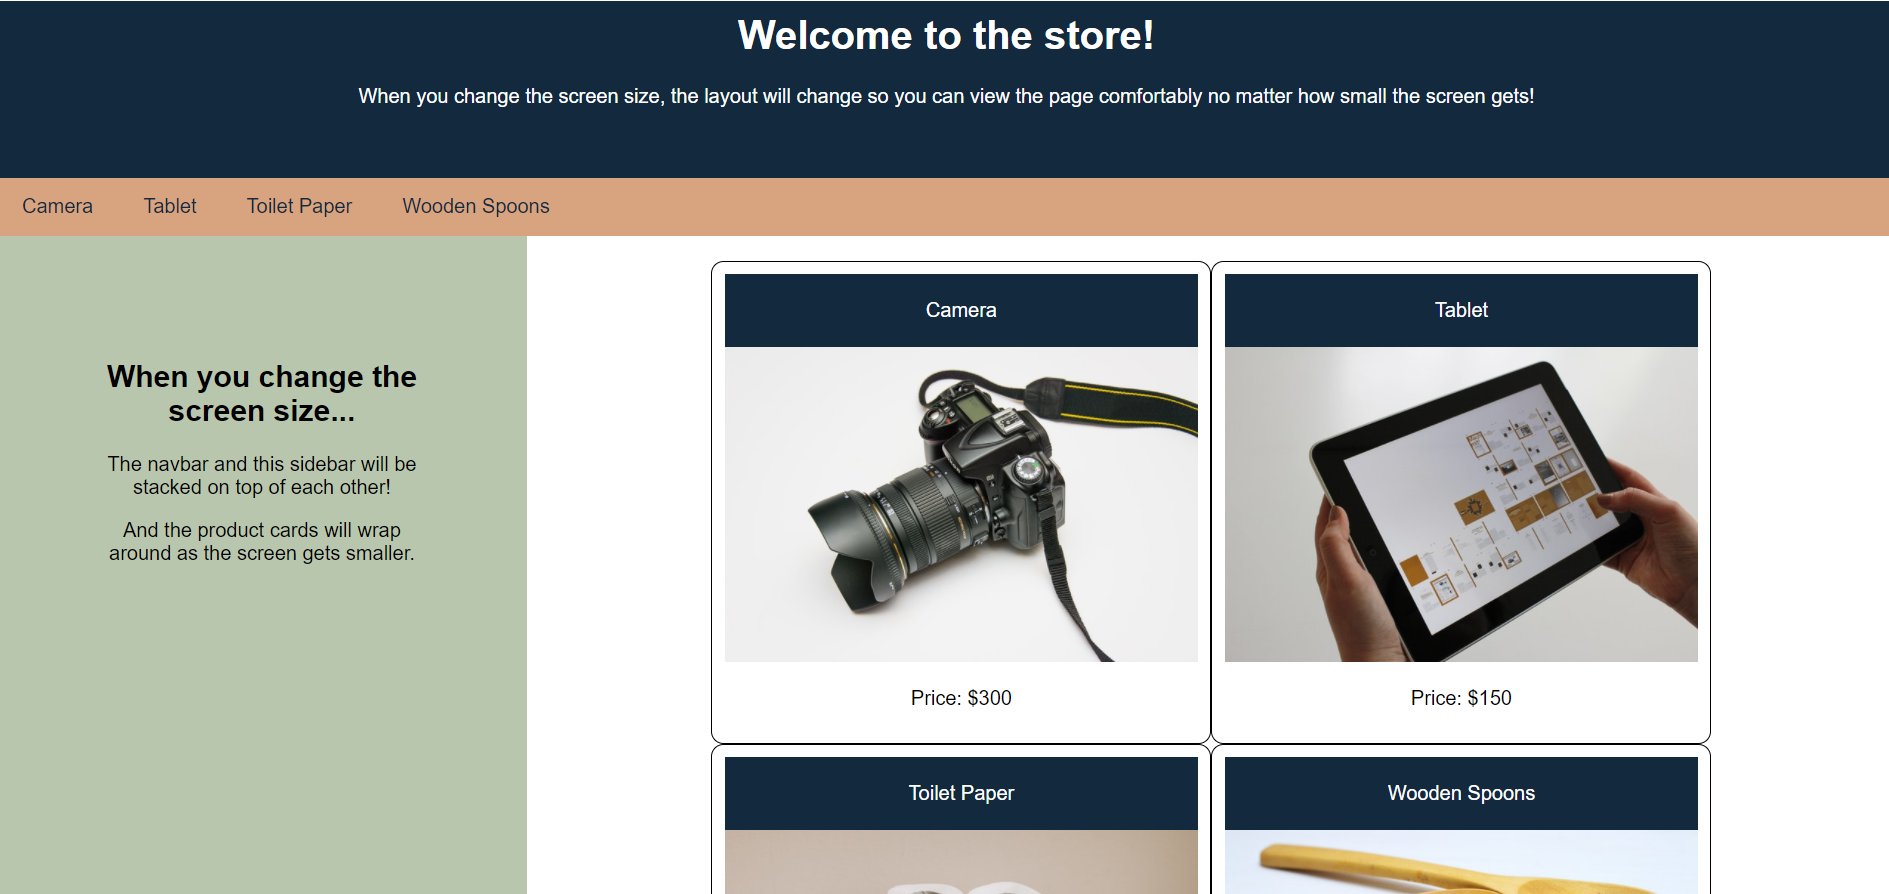 Welcome to the store!
When you change the screen size, the layout will change so you can view the page comfortably no matter how small the screen gets!
Camera Tablet Toilet Paper Wooden Spoons
When you change the
screen size...
The navbar and this sidebar will be
stacked on top of each other!
And the product cards will wrap
around as the screen gets smaller.
Camera
Price: $300
Tablet
Price: $150
Toilet Paper
Wooden Spoons